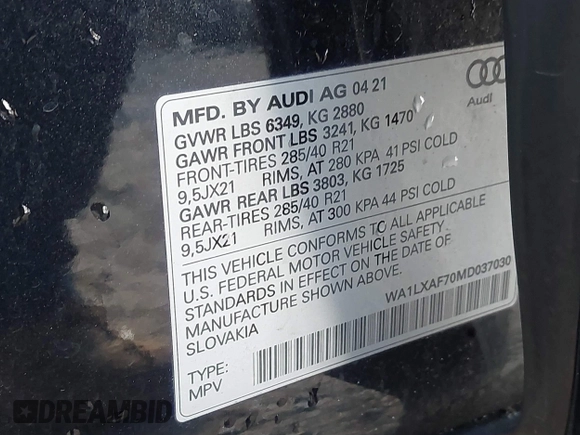 MFD. BY AUDI AG 04 21
GVWR LBS 6349, KG 2880
GAWR FRONT LBS 3241, KG 1470
FRONT-TIRES 285/40 R21
9,5JX21 RIMS, AT 280 KPA 41 PSI COLD
GAWR REAR LBS 3803, KG 1725
REAR-TIRES 285/40 R21
9,5JX21 RIMS, AT 300 KPA 44 PSI COLD
Audi
THIS VEHICLE CONFORMS TO ALL APPLICABLE
U.S. FEDERAL MOTOR VEHICLE SAFETY
STANDARDS IN EFFECT ON THE DATE OF
MANUFACTURE SHOWN ABOVE.
SLOVAKIA
WA1LXAF70MD037030
TYPE:
MPV
DREAMBID